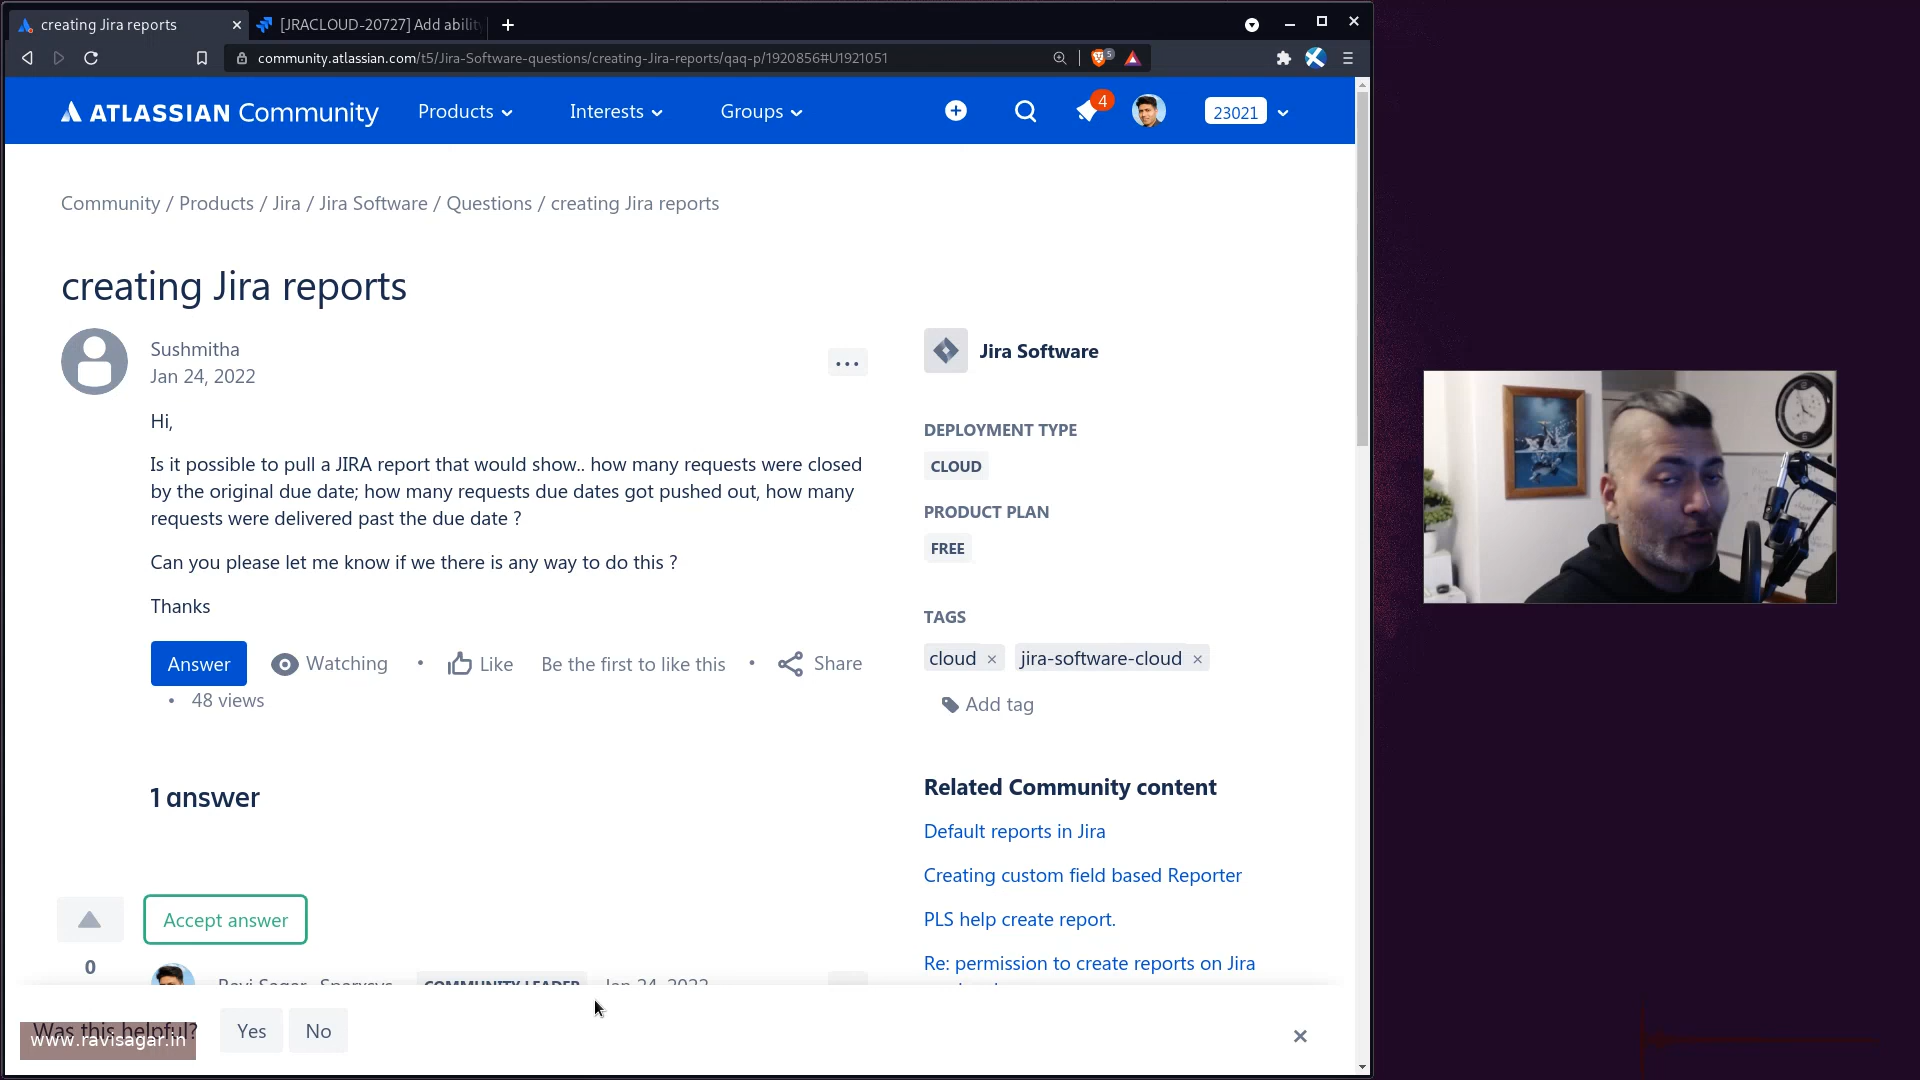 creating Jira reports
[JRACLOUD-20727] Add abilit
community.atlassian.com/t5/Jira-Software-questions/creating-Jira-reports/qaq-p/1920856#U1921051
5
ATLASSIAN Community
Products
Interests
Groups
4
23021
Community / Products / Jira / Jira Software / Questions / creating Jira reports
creating Jira reports
Sushmitha
Jan 24, 2022
...
Hi,
Is it possible to pull a JIRA report that would show.. how many requests were closed
by the original due date; how many requests due dates got pushed out, how many
requests were delivered past the due date ?
Can you please let me know if we there is any way to do this ?
Thanks
Answer
Watching
• Like
Be the first to like this
• Share
• 48 views
1 answer
Accept answer
0
Ravi Sagar
COMMUNITY LEADER
Jan 24, 2022
Jira Software
DEPLOYMENT TYPE
CLOUD
PRODUCT PLAN
FREE
TAGS
cloud ×
jira-software-cloud ×
Add tag
Related Community content
Default reports in Jira
Creating custom field based Reporter
PLS help create report.
Re: permission to create reports on Jira
Was this helpful?
Yes
No
www.ravisagar.in